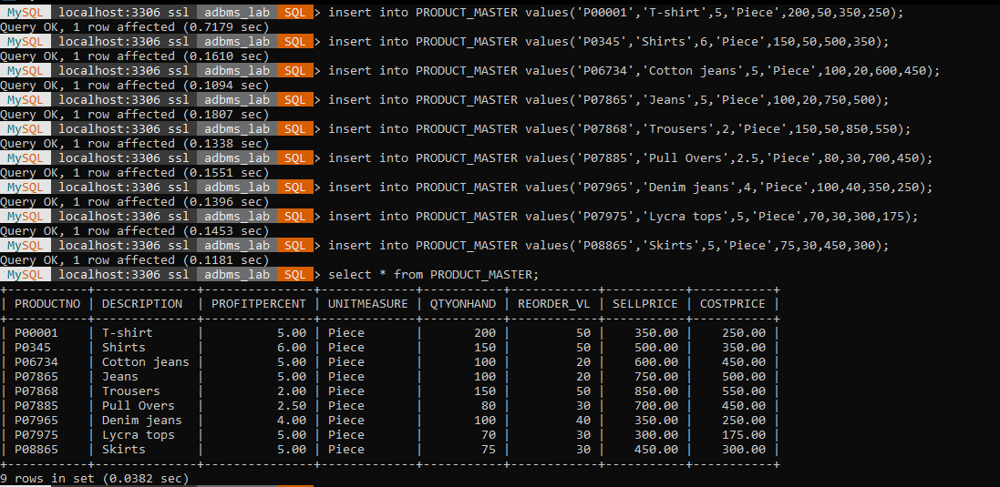 MySQL localhost:3306 ssl adbms_lab SQL > insert into PRODUCT_MASTER values('P00001','T-shirt',5,'Piece',200,50,350,250);
Query OK, 1 row affected (0.7179 sec)
MySQL localhost:3306 ssl adbms_lab SQL > insert into PRODUCT_MASTER values('P0345','Shirts',6,'Piece',150,50,500,350);
Query OK, 1 row affected (0.1610 sec)
MySQL localhost:3306 ssl adbms_lab SQL > insert into PRODUCT_MASTER values('P06734','Cotton jeans',5,'Piece',100,20,600,450);
Query OK, 1 row affected (0.1094 sec)
MySQL localhost:3306 ssl adbms_lab SQL > insert into PRODUCT_MASTER values('P07865','Jeans',5,'Piece',100,20,750,500);
Query OK, 1 row affected (0.1807 sec)
MySQL localhost:3306 ssl adbms_lab SQL > insert into PRODUCT_MASTER values('P07868','Trousers',2,'Piece',150,50,850,550);
Query OK, 1 row affected (0.1338 sec)
MySQL localhost:3306 ssl adbms_lab SQL > insert into PRODUCT_MASTER values('P07885','Pull Overs',2.5,'Piece',80,30,700,450);
Query OK, 1 row affected (0.1551 sec)
MySQL localhost:3306 ssl adbms_lab SQL > insert into PRODUCT_MASTER values('P07965','Denim jeans',4,'Piece',100,40,350,250);
Query OK, 1 row affected (0.1396 sec)
MySQL localhost:3306 ssl adbms_lab SQL > insert into PRODUCT_MASTER values('P07975','Lycra tops',5,'Piece',70,30,300,175);
Query OK, 1 row affected (0.1453 sec)
MySQL localhost:3306 ssl adbms_lab SQL > insert into PRODUCT_MASTER values('P08865','Skirts',5,'Piece',75,30,450,300);
Query OK, 1 row affected (0.1181 sec)
MySQL localhost:3306 ssl adbms_lab SQL > select * from PRODUCT_MASTER;
+-----------+--------------+---------------+-------------+-----------+------------+-----------+-----------+
| PRODUCTNO | DESCRIPTION | PROFITPERCENT | UNITMEASURE | QTYONHAND | REORDER_VL | SELLPRICE | COSTPRICE |
+-----------+--------------+---------------+-------------+-----------+------------+-----------+-----------+
| P00001 | T-shirt | 5.00 | Piece | 200 | 50 | 350.00 | 250.00 |
| P0345 | Shirts | 6.00 | Piece | 150 | 50 | 500.00 | 350.00 |
| P06734 | Cotton jeans | 5.00 | Piece | 100 | 20 | 600.00 | 450.00 |
| P07865 | Jeans | 5.00 | Piece | 100 | 20 | 750.00 | 500.00 |
| P07868 | Trousers | 2.00 | Piece | 150 | 50 | 850.00 | 550.00 |
| P07885 | Pull Overs | 2.50 | Piece | 80 | 30 | 700.00 | 450.00 |
| P07965 | Denim jeans | 4.00 | Piece | 100 | 40 | 350.00 | 250.00 |
| P07975 | Lycra tops | 5.00 | Piece | 70 | 30 | 300.00 | 175.00 |
| P08865 | Skirts | 5.00 | Piece | 75 | 30 | 450.00 | 300.00 |
+-----------+--------------+---------------+-------------+-----------+------------+-----------+-----------+
9 rows in set (0.0382 sec)